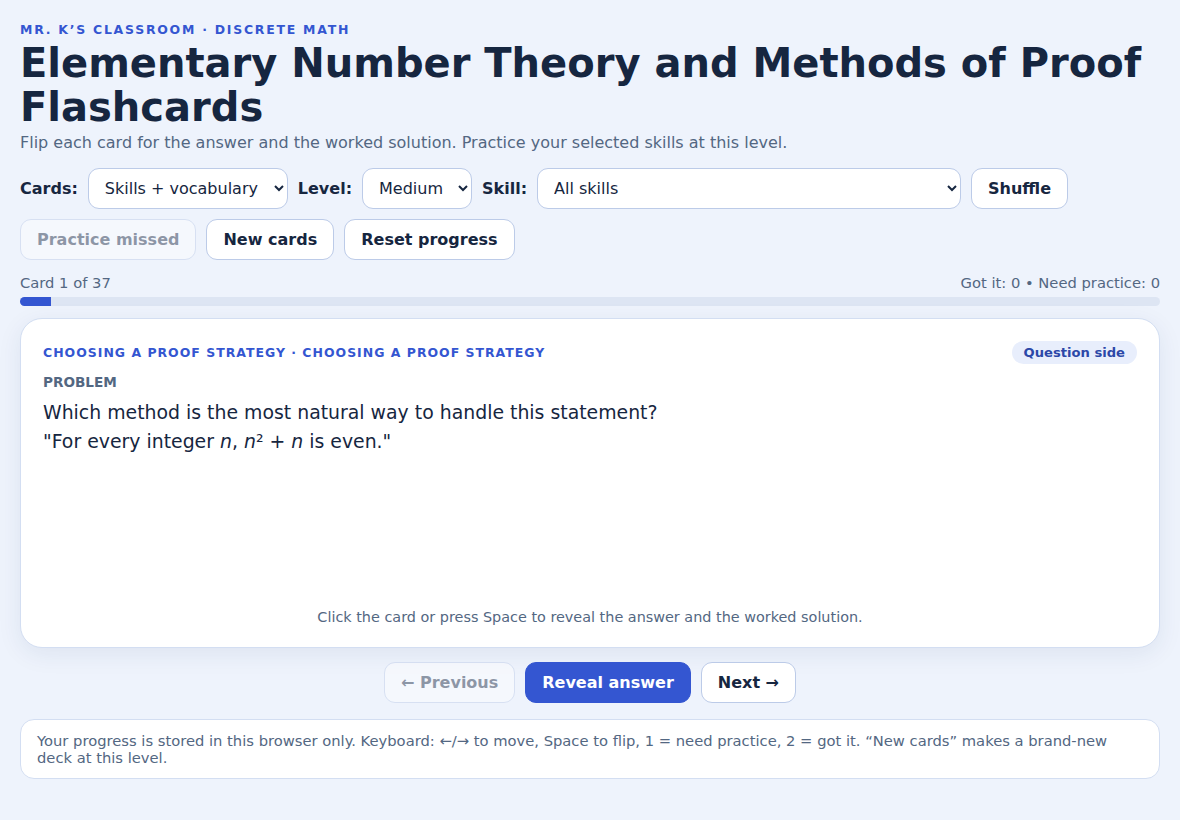 MR. K’S CLASSROOM · DISCRETE MATH
Elementary Number Theory and Methods of Proof
Flashcards
Flip each card for the answer and the worked solution. Practice your selected skills at this level.
Cards: Skills + vocabulary Level: Medium Skill: All skills Shuffle
Practice missed New cards Reset progress
Card 1 of 37 Got it: 0 • Need practice: 0
CHOOSING A PROOF STRATEGY · CHOOSING A PROOF STRATEGY Question side
PROBLEM
Which method is the most natural way to handle this statement?
"For every integer n, n² + n is even."
Click the card or press Space to reveal the answer and the worked solution.
← Previous Reveal answer Next →
Your progress is stored in this browser only. Keyboard: ←/→ to move, Space to flip, 1 = need practice, 2 = got it. “New cards” makes a brand-new
deck at this level.